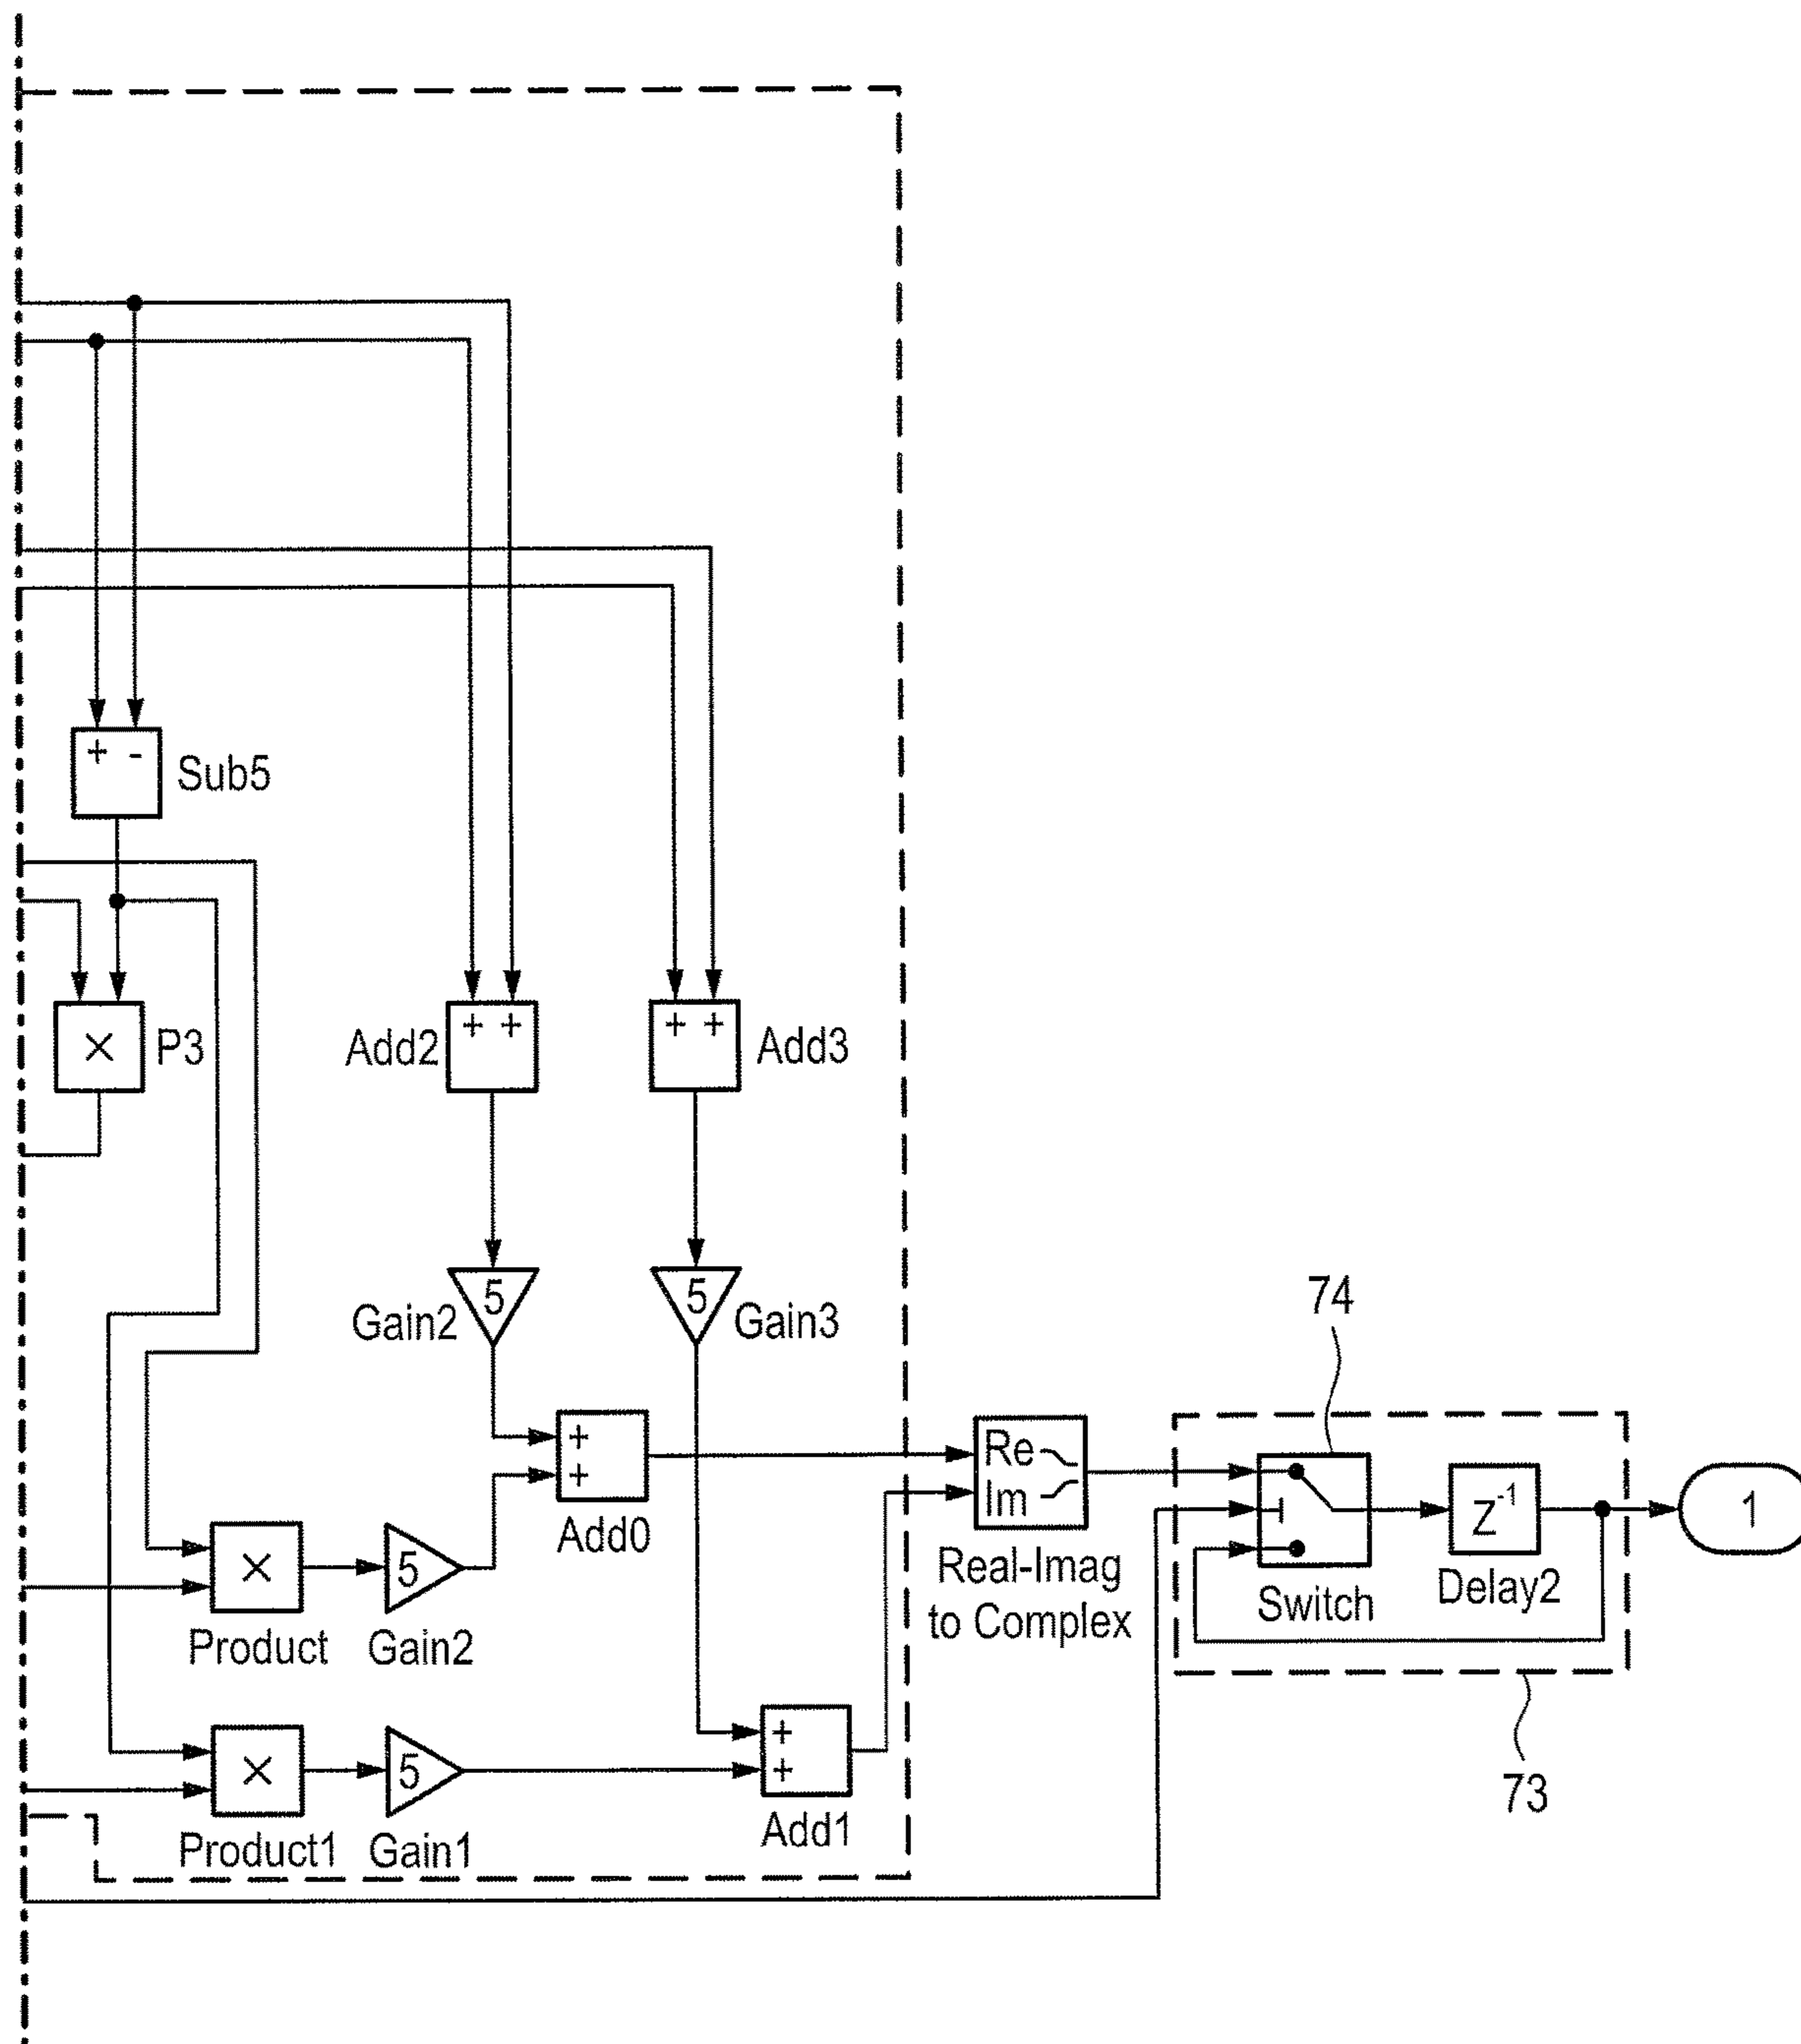 + -
Sub5
× P3
Add2
+ +
+ +
Add3
5
Gain2
5
Gain3
74
+
+
Add0
Re
Im
Real-Imag
to Complex
Switch
Z-1
Delay2
1
×
Product
5
Gain2
73
×
Product1
5
Gain1
+
+
Add1